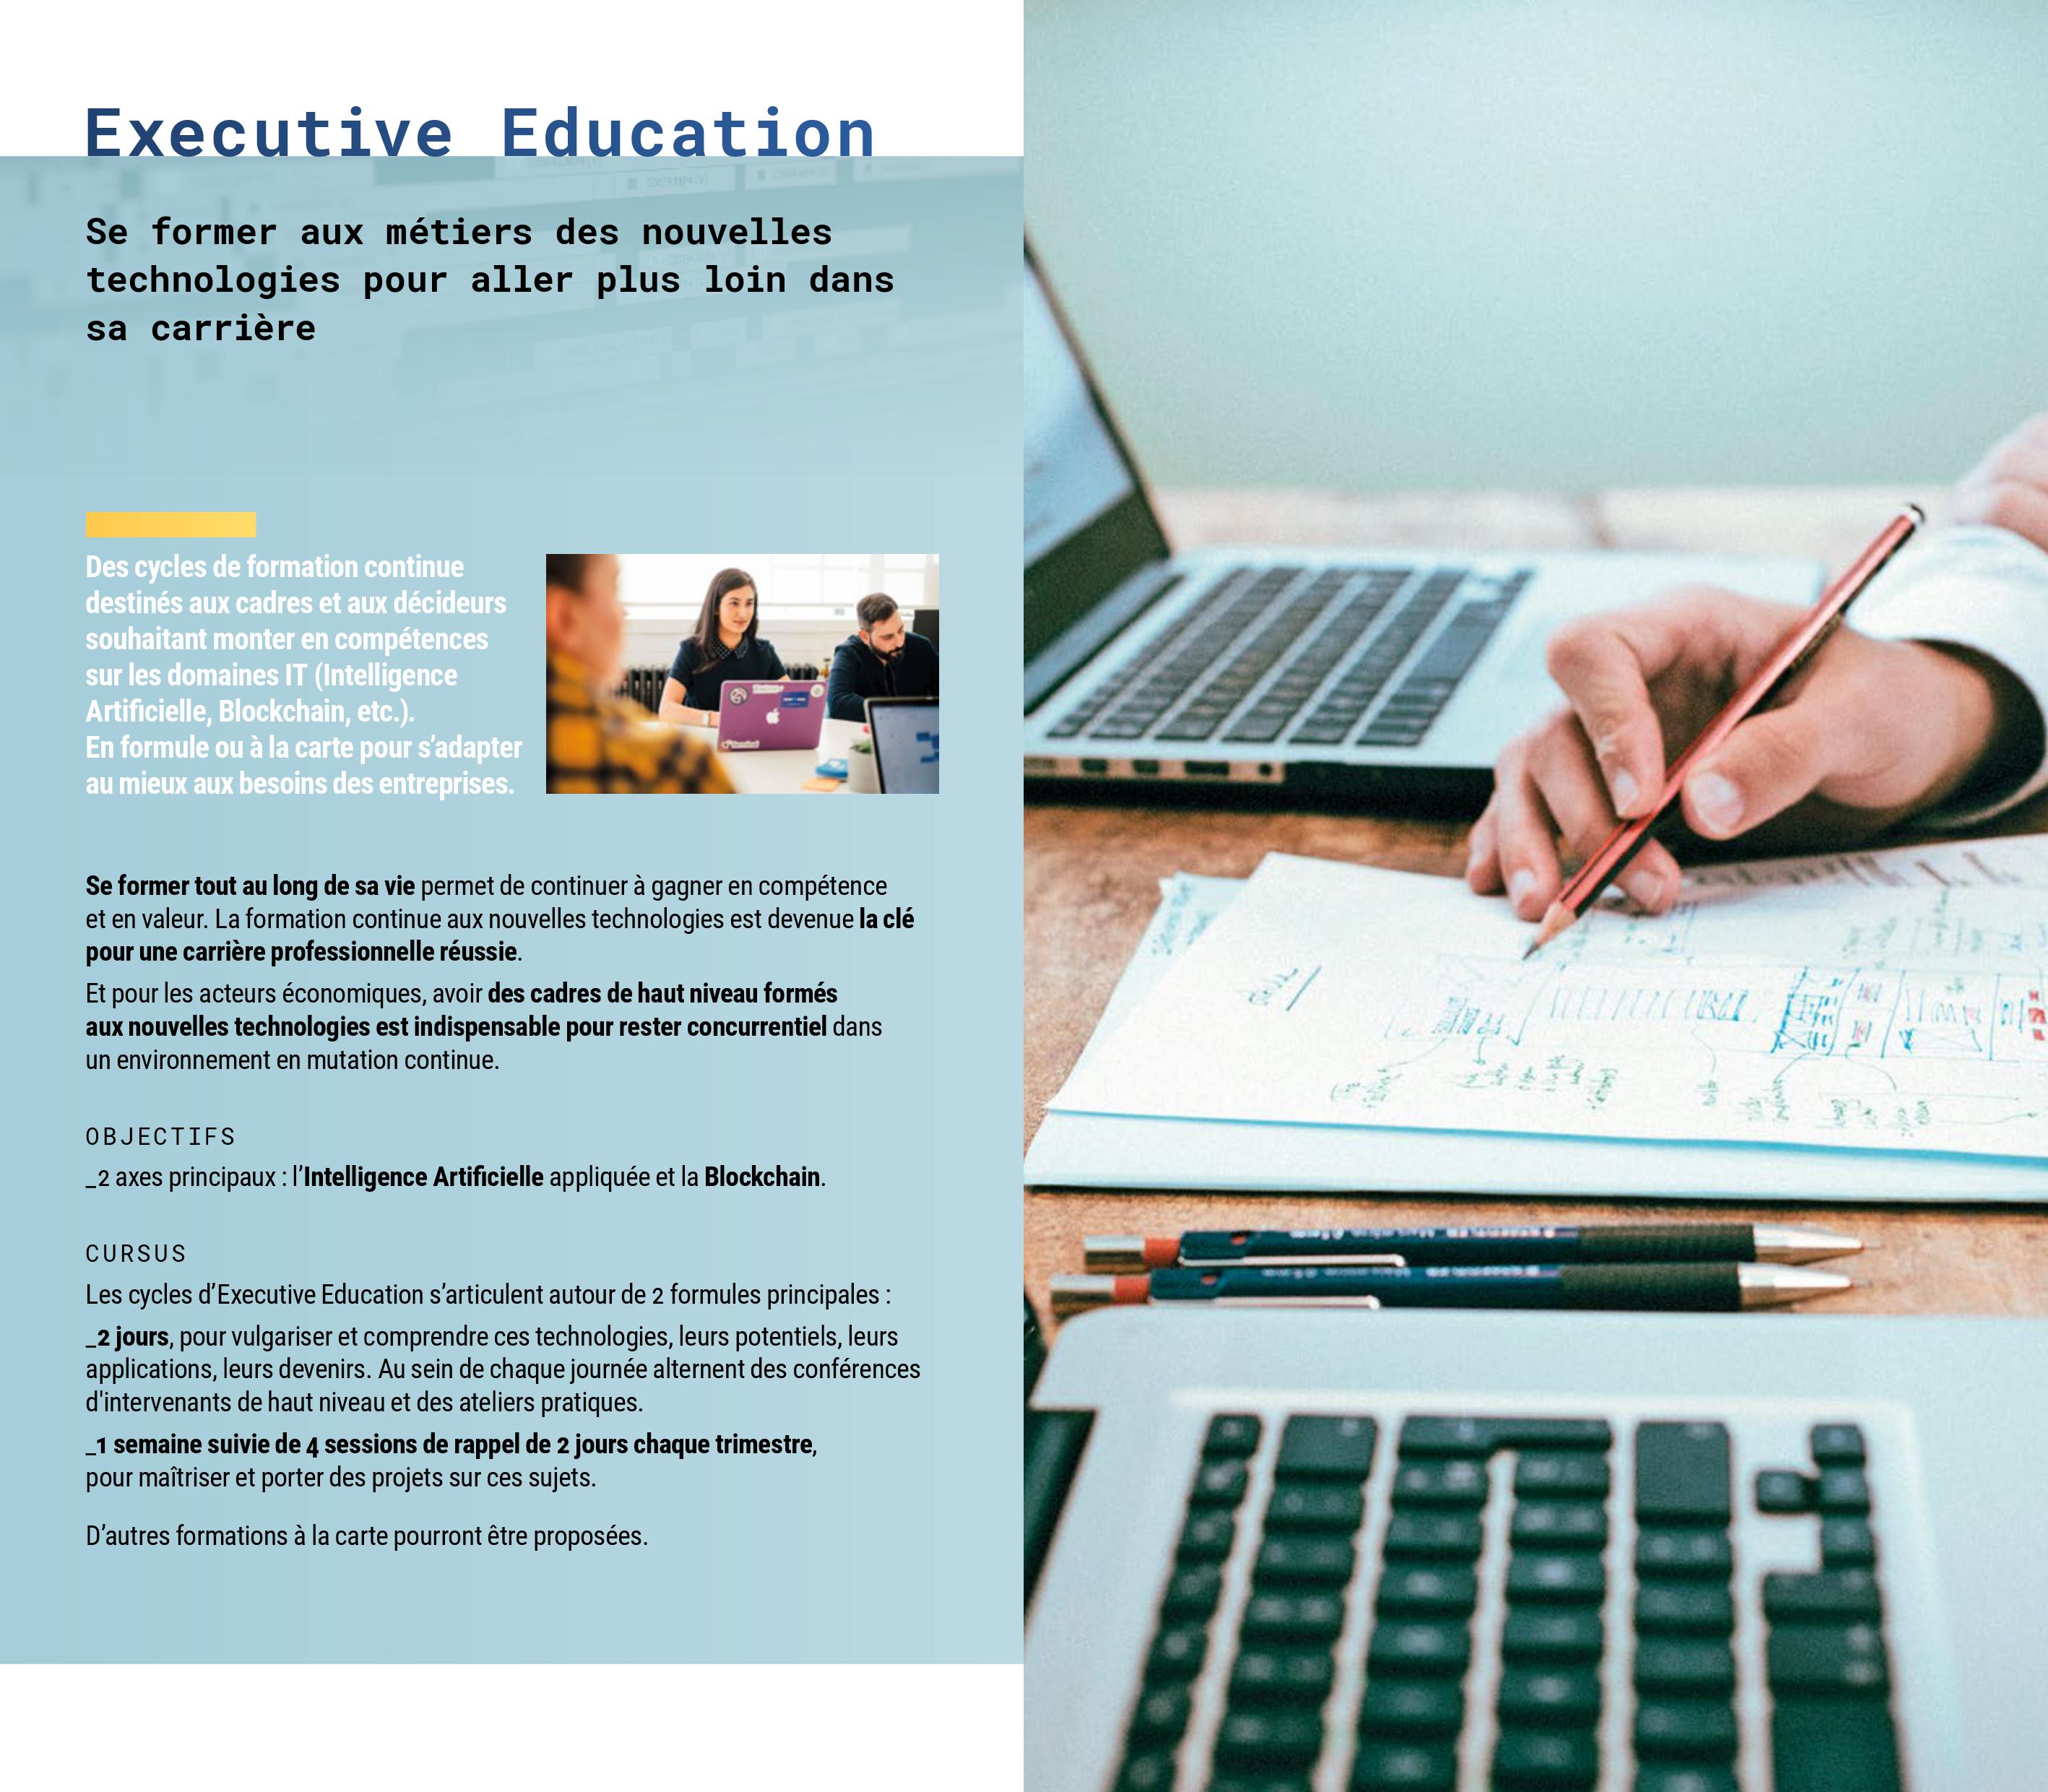 Executive Education
Se former aux métiers des nouvelles
technologies pour aller plus loin dans
sa carrière
Des cycles de formation continue
destinés aux cadres et aux décideurs
souhaitant monter en compétences
sur les domaines IT (Intelligence
Artificielle, Blockchain, etc.).
En formule ou à la carte pour s’adapter
au mieux aux besoins des entreprises.
Se former tout au long de sa vie permet de continuer à gagner en compétence
et en valeur. La formation continue aux nouvelles technologies est devenue la clé
pour une carrière professionnelle réussie.
Et pour les acteurs économiques, avoir des cadres de haut niveau formés
aux nouvelles technologies est indispensable pour rester concurrentiel dans
un environnement en mutation continue.
OBJECTIFS
_2 axes principaux : l’Intelligence Artificielle appliquée et la Blockchain.
CURSUS
Les cycles d’Executive Education s’articulent autour de 2 formules principales :
_2 jours, pour vulgariser et comprendre ces technologies, leurs potentiels, leurs
applications, leurs devenirs. Au sein de chaque journée alternent des conférences
d'intervenants de haut niveau et des ateliers pratiques.
_1 semaine suivie de 4 sessions de rappel de 2 jours chaque trimestre,
pour maîtriser et porter des projets sur ces sujets.
D’autres formations à la carte pourront être proposées.